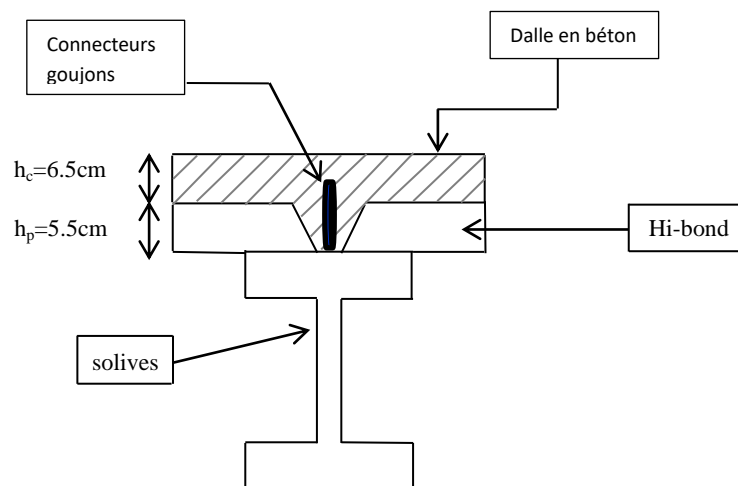 Connecteurs
goujons
Dalle en béton
hc=6.5cm
hp=5.5cm
Hi-bond
solives